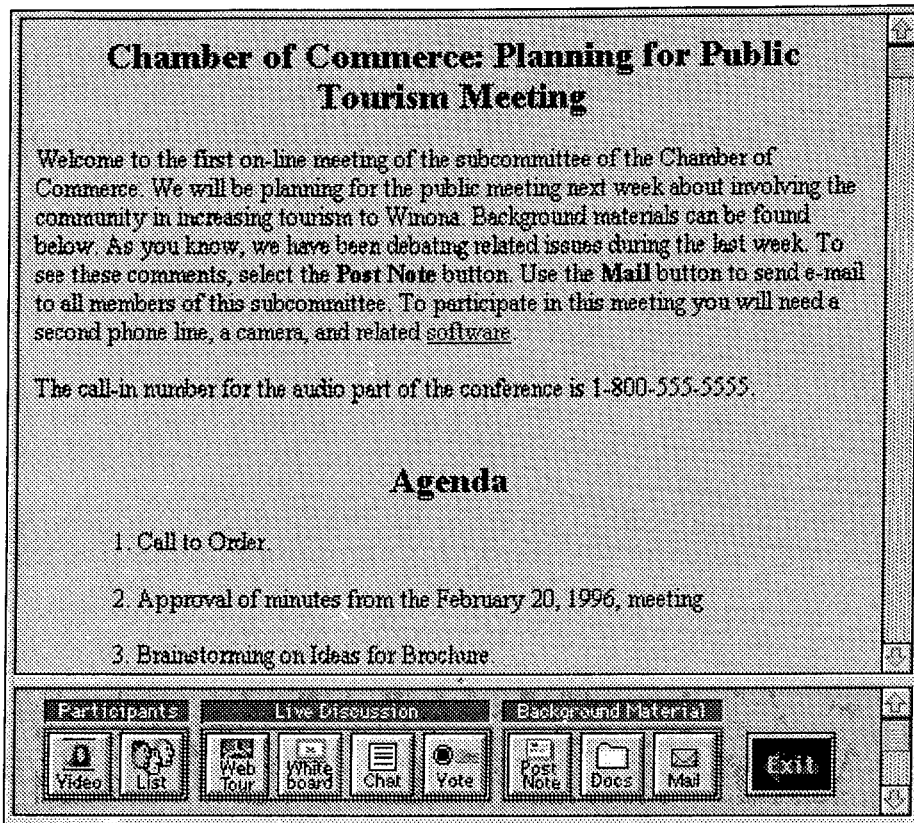 Chamber of Commerce: Planning for Public
Tourism Meeting
Welcome to the first on-line meeting of the subcommittee of the Chamber of
Commerce. We will be planning for the public meeting next week about involving the
community in increasing tourism to Winona. Background materials can be found
below. As you know, we have been debating related issues during the last week. To
see these comments, select the Post Note button. Use the Mail button to send e-mail
to all members of this subcommittee. To participate in this meeting you will need a
second phone line, a camera, and related software.
The call-in number for the audio part of the conference is 1-800-555-5555.
Agenda
1. Call to Order.
2. Approval of minutes from the February 20, 1996, meeting
3. Brainstorming on Ideas for Brochure.
Participants Live Discussion Background Material
Video List Web Tour White board Chat Vote Post Note Docs Mail Exit